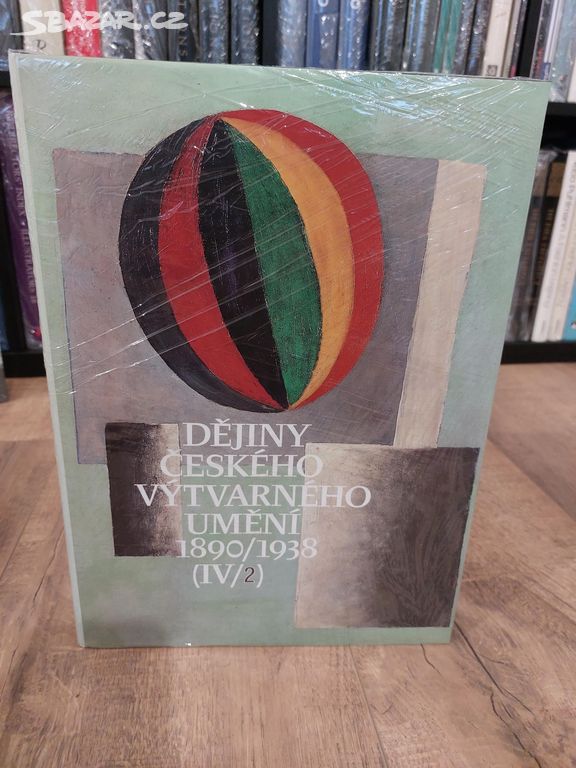 SBAZAR.CZ
DĚJINY
ČESKÉHO
VÝTVARNÉHO
UMĚNÍ
1890/1938
(IV/2)